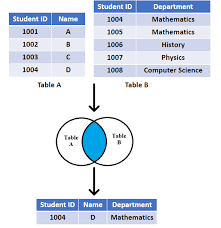 Student ID Name
1001 A
1002 B
1003 C
1004 D
Table A
Student ID Department
1004 Mathematics
1005 Mathematics
1006 History
1007 Physics
1008 Computer Science
Table B
Table
A
Table
B
Student ID Name Department
1004 D Mathematics